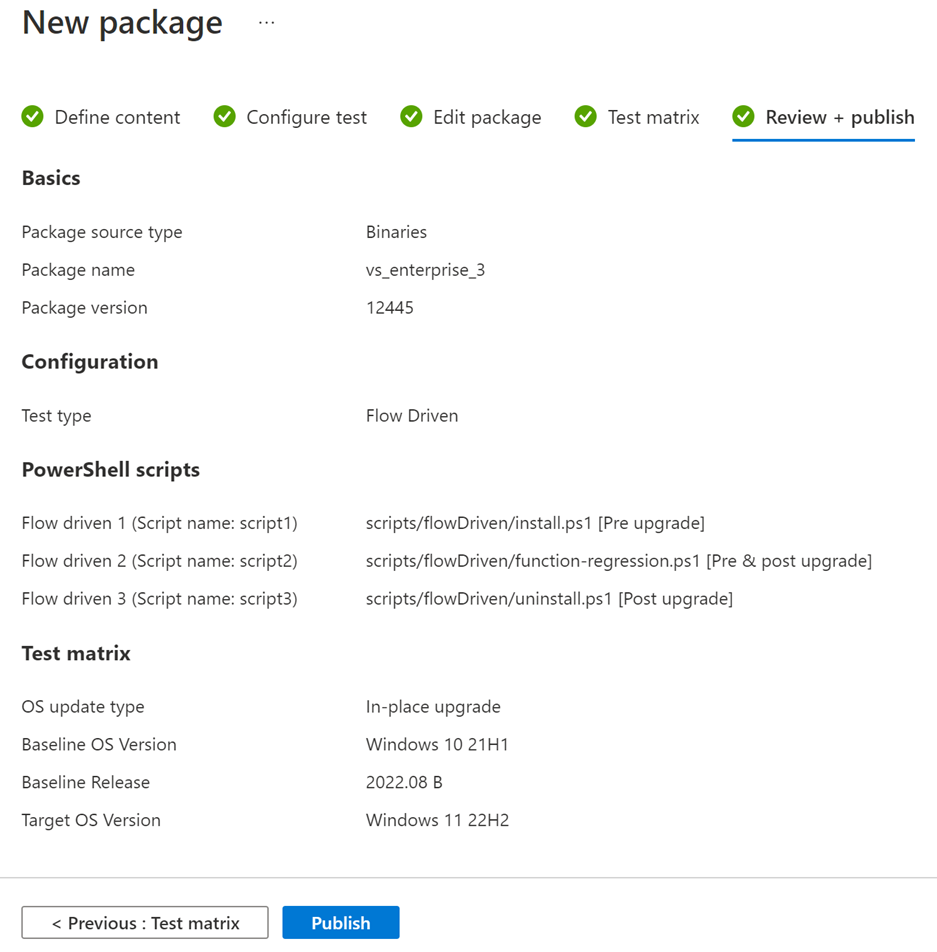 New package ...
Define content Configure test Edit package Test matrix Review + publish
Basics
Package source type Binaries
Package name vs_enterprise_3
Package version 12445
Configuration
Test type Flow Driven
PowerShell scripts
Flow driven 1 (Script name: script1) scripts/flowDriven/install.ps1 [Pre upgrade]
Flow driven 2 (Script name: script2) scripts/flowDriven/function-regression.ps1 [Pre & post upgrade]
Flow driven 3 (Script name: script3) scripts/flowDriven/uninstall.ps1 [Post upgrade]
Test matrix
OS update type In-place upgrade
Baseline OS Version Windows 10 21H1
Baseline Release 2022.08 B
Target OS Version Windows 11 22H2
< Previous : Test matrix Publish